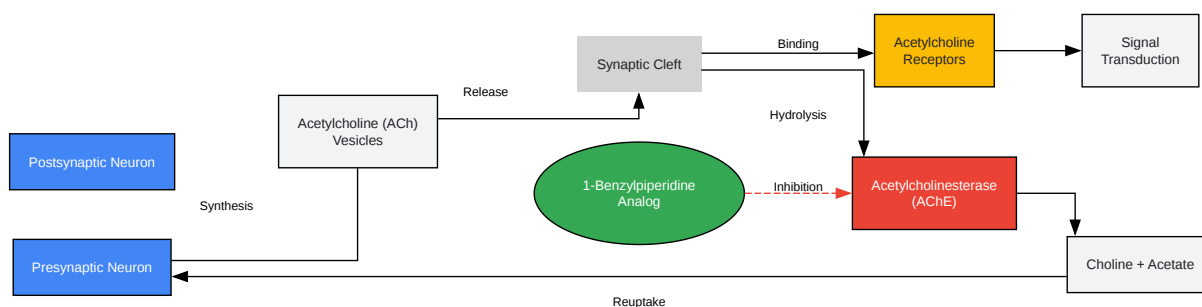 Binding
Acetylcholine
Receptors
Signal
Transduction
Synaptic Cleft
Release
Hydrolysis
Acetylcholine (ACh)
Vesicles
Postsynaptic Neuron
1-Benzylpiperidine
Analog
Inhibition
Acetylcholinesterase
(AChE)
Synthesis
Presynaptic Neuron
Choline + Acetate
Reuptake